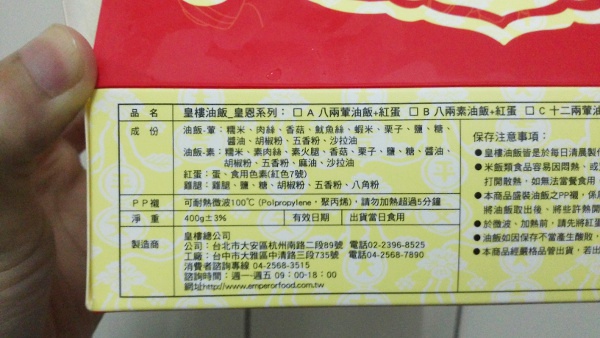 品名 皇樓油飯_皇恩系列：□A 八兩葷油飯+紅蛋 □B 八兩素油飯+紅蛋 □C 十二兩葷油
成份 油飯-葷：糯米、肉絲、香菇、魷魚絲、蝦米、栗子、鹽、糖、
醬油、胡椒粉、五香粉、沙拉油
油飯-素：糯米、素肉絲、素火腿、香菇、栗子、鹽、糖、醬油、
胡椒粉、五香粉、麻油、沙拉油
紅蛋：蛋、食用色素(紅色7號)
雞腿：雞腿、鹽、糖、胡椒粉、五香粉、八角粉
PP襯 可耐熱微波100℃ (Polpropylene，聚丙烯)，請勿加熱超過5分鐘
淨重 400g±3% 有效日期 出貨當日食用
製造商 皇樓總公司
公司：台北市大安區杭州南路二段89號 電話02-2396-8525
工廠：台中市大雅區中清路三段735號 電話04-2568-7890
消費者諮詢專線 04-2568-3515
諮詢時間：週一-週五 09：00-18：00
網址http://www.emperorfood.com.tw
保存注意事項：
●皇樓油飯皆是於每日清晨製作
●米飯類食品容易因悶熱、或
打開散熱，如無法當餐食用，
●本商品盛裝油飯之PP襯，係
將油飯取出後、將些許熱開
●於微波、加熱前，請先將紅蛋
●油飯如因保存不當產生酸敗，
●本商品經嚴格品管出貨，若出